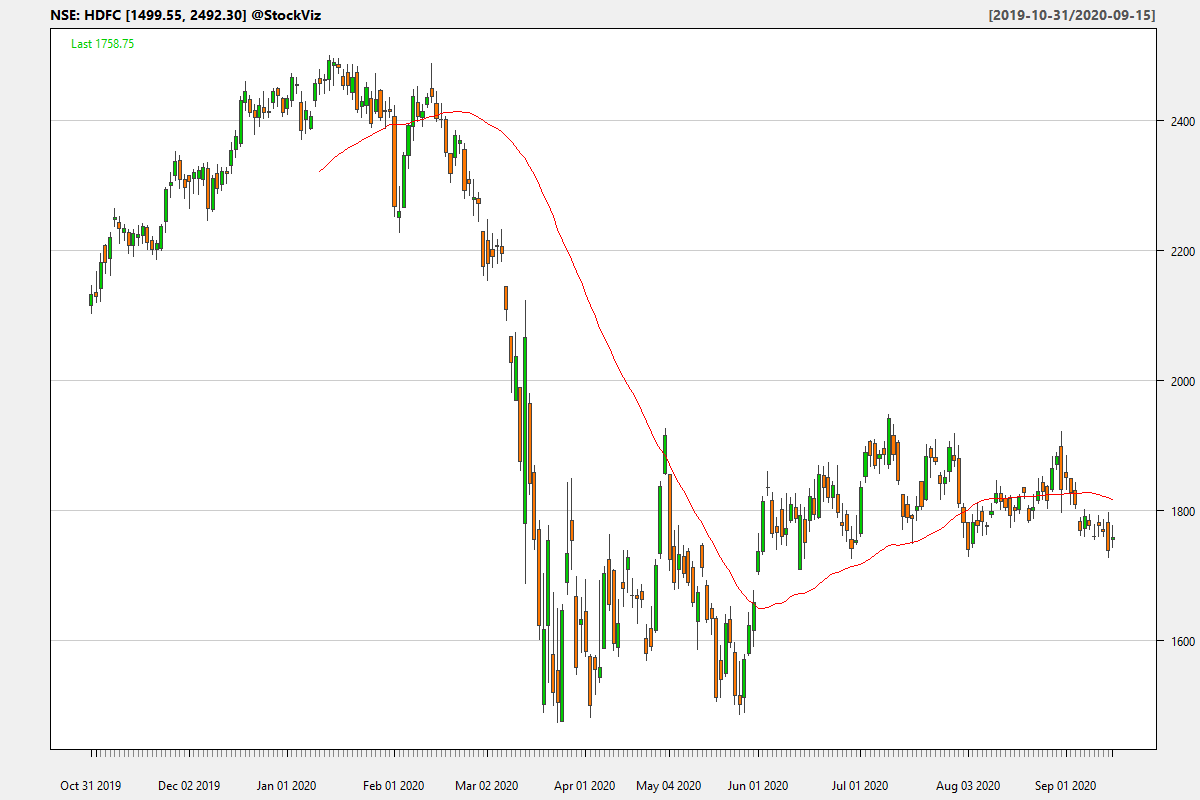 NSE: HDFC [1499.55, 2492.30] @StockViz
[2019-10-31/2020-09-15]
Last 1758.75
2400
2200
2000
1800
1600
Oct 31 2019
Dec 02 2019
Jan 01 2020
Feb 01 2020
Mar 02 2020
Apr 01 2020
May 04 2020
Jun 01 2020
Jul 01 2020
Aug 03 2020
Sep 01 2020